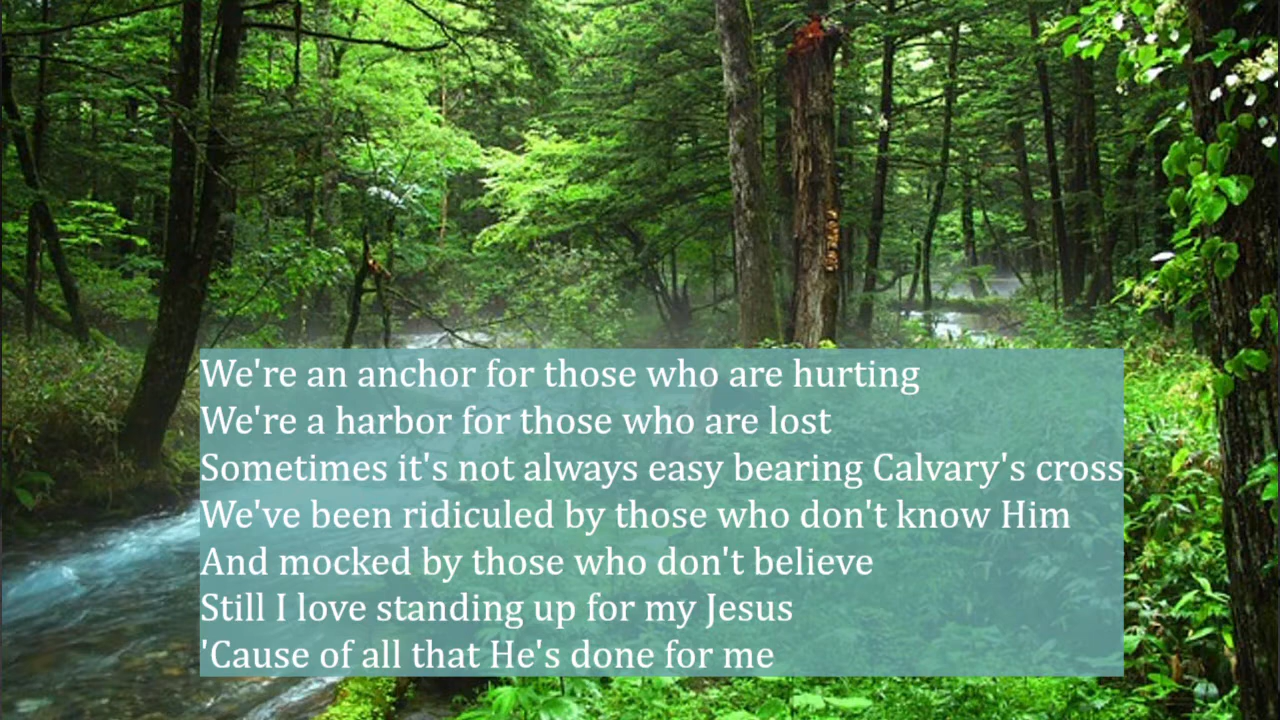 We're an anchor for those who are hurting
We're a harbor for those who are lost
Sometimes it's not always easy bearing Calvary's cross
We've been ridiculed by those who don't know Him
And mocked by those who don't believe
Still I love standing up for my Jesus
'Cause of all that He's done for me